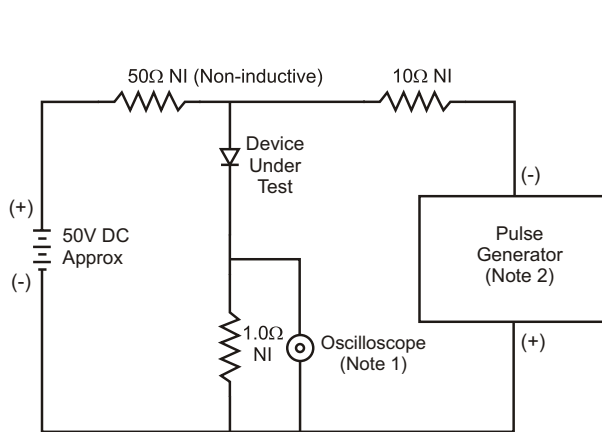 50Ω NI (Non-inductive)
10Ω NI
Device
Under
Test
(+)
50V DC
Approx
(-)
1.0Ω
NI
Oscilloscope
(Note 1)
(-)
Pulse
Generator
(Note 2)
(+)